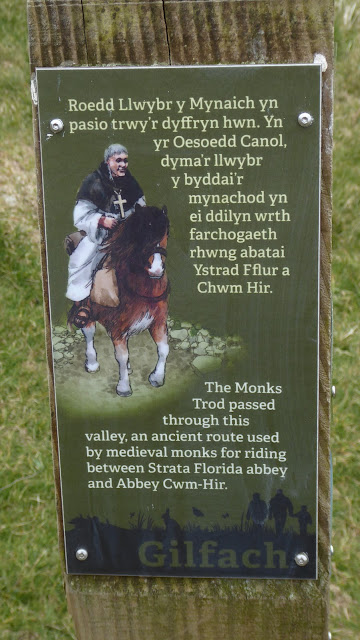 Roedd Llwybr y Mynaich yn
pasio trwy'r dyffryn hwn. Yn
yr Oesoedd Canol,
dyma'r llwybr
y byddai'r
mynachod yn
ei ddilyn wrth
farchogaeth
rhwng abatai
Ystrad Fflur a
Chwm Hir.
The Monks
Trod passed
through this
valley, an ancient route used
by medieval monks for riding
between Strata Florida abbey
and Abbey Cwm-Hir.
Gilfach